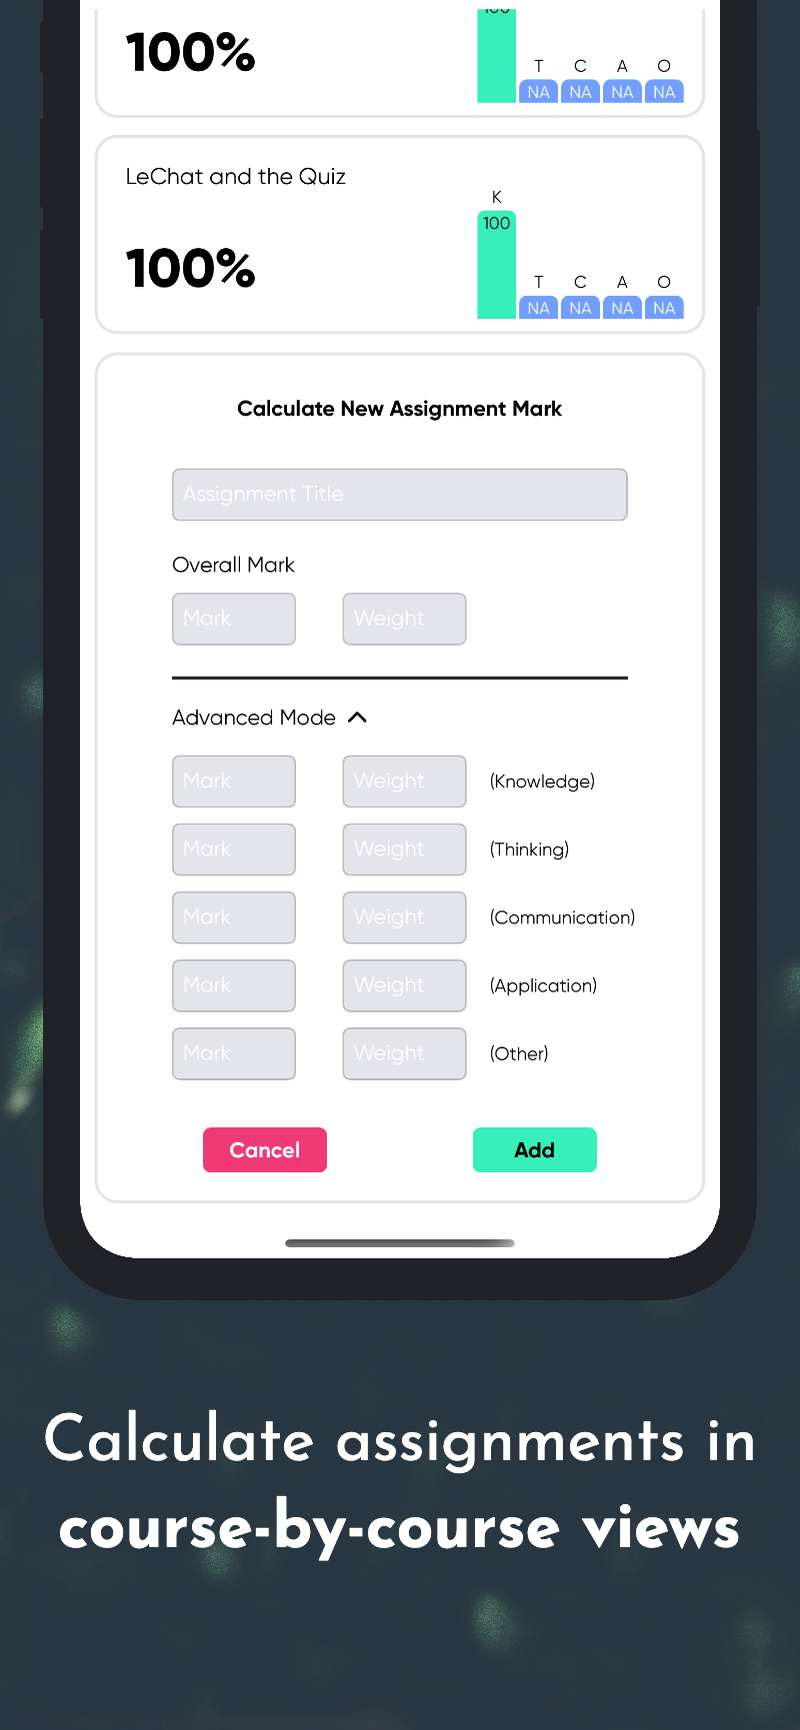 100
100%
T C A O
NA NA NA NA
LeChat and the Quiz
K
100
100%
T C A O
NA NA NA NA
Calculate New Assignment Mark
Assignment Title
Overall Mark
Mark Weight
Advanced Mode
Mark Weight (Knowledge)
Mark Weight (Thinking)
Mark Weight (Communication)
Mark Weight (Application)
Mark Weight (Other)
Cancel Add
Calculate assignments in
course-by-course views